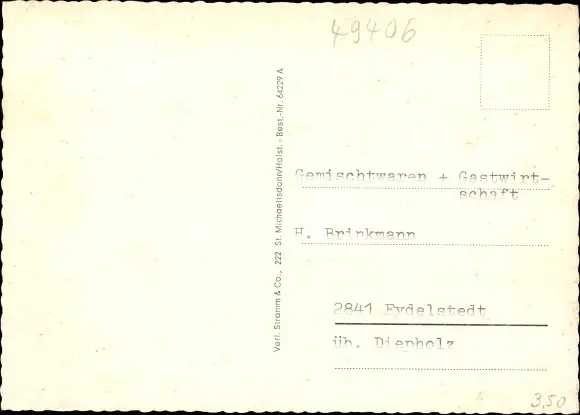 49406
Verl. Stramm & Co., 222 St. Michaelisdonn/Holst. - Best.-Nr. 64229 A
Gemischtwaren + Gastwirt-
schaft
H. Brinkmann
2841 Eydelstedt
üb. Diepholz
3,50